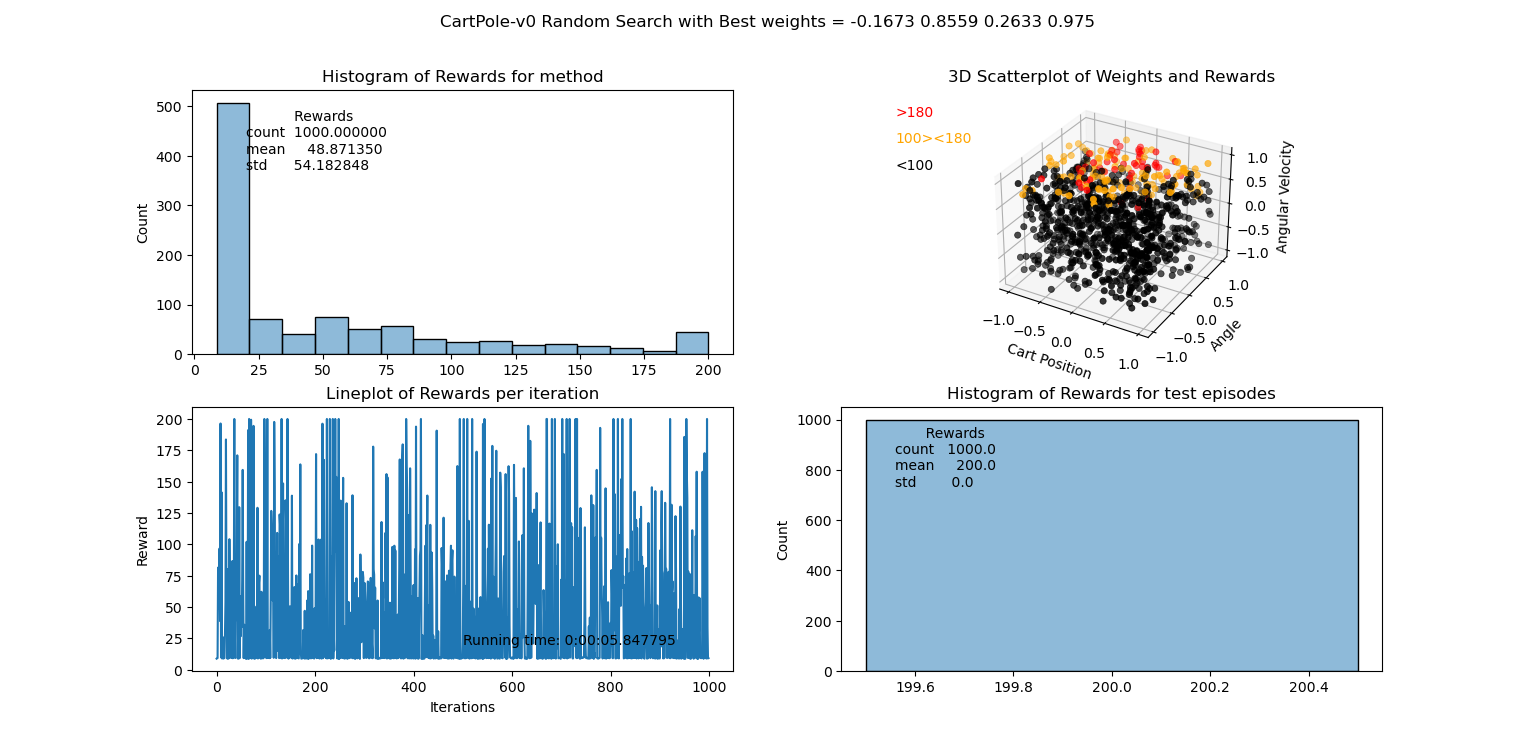 CartPole-v0 Random Search with Best weights = -0.1673 0.8559 0.2633 0.975
Histogram of Rewards for method
500
400
300
200
100
0
Count
Rewards
count 1000.000000
mean 48.871350
std 54.182848
0 25 50 75 100 125 150 175 200
3D Scatterplot of Weights and Rewards
>180
100><180
<100
1.0
0.5
0.0
−0.5
−1.0
Angular Velocity
−1.0 −0.5 0.0 0.5 1.0
Cart Position
1.0
0.5
0.0
−0.5
−1.0
Angle
Lineplot of Rewards per iteration
200
175
150
125
100
75
50
25
0
Reward
Running time: 0:00:05.847795
0 200 400 600 800 1000
Iterations
Histogram of Rewards for test episodes
1000
800
600
400
200
0
Count
Rewards
count 1000.0
mean 200.0
std 0.0
199.6 199.8 200.0 200.2 200.4